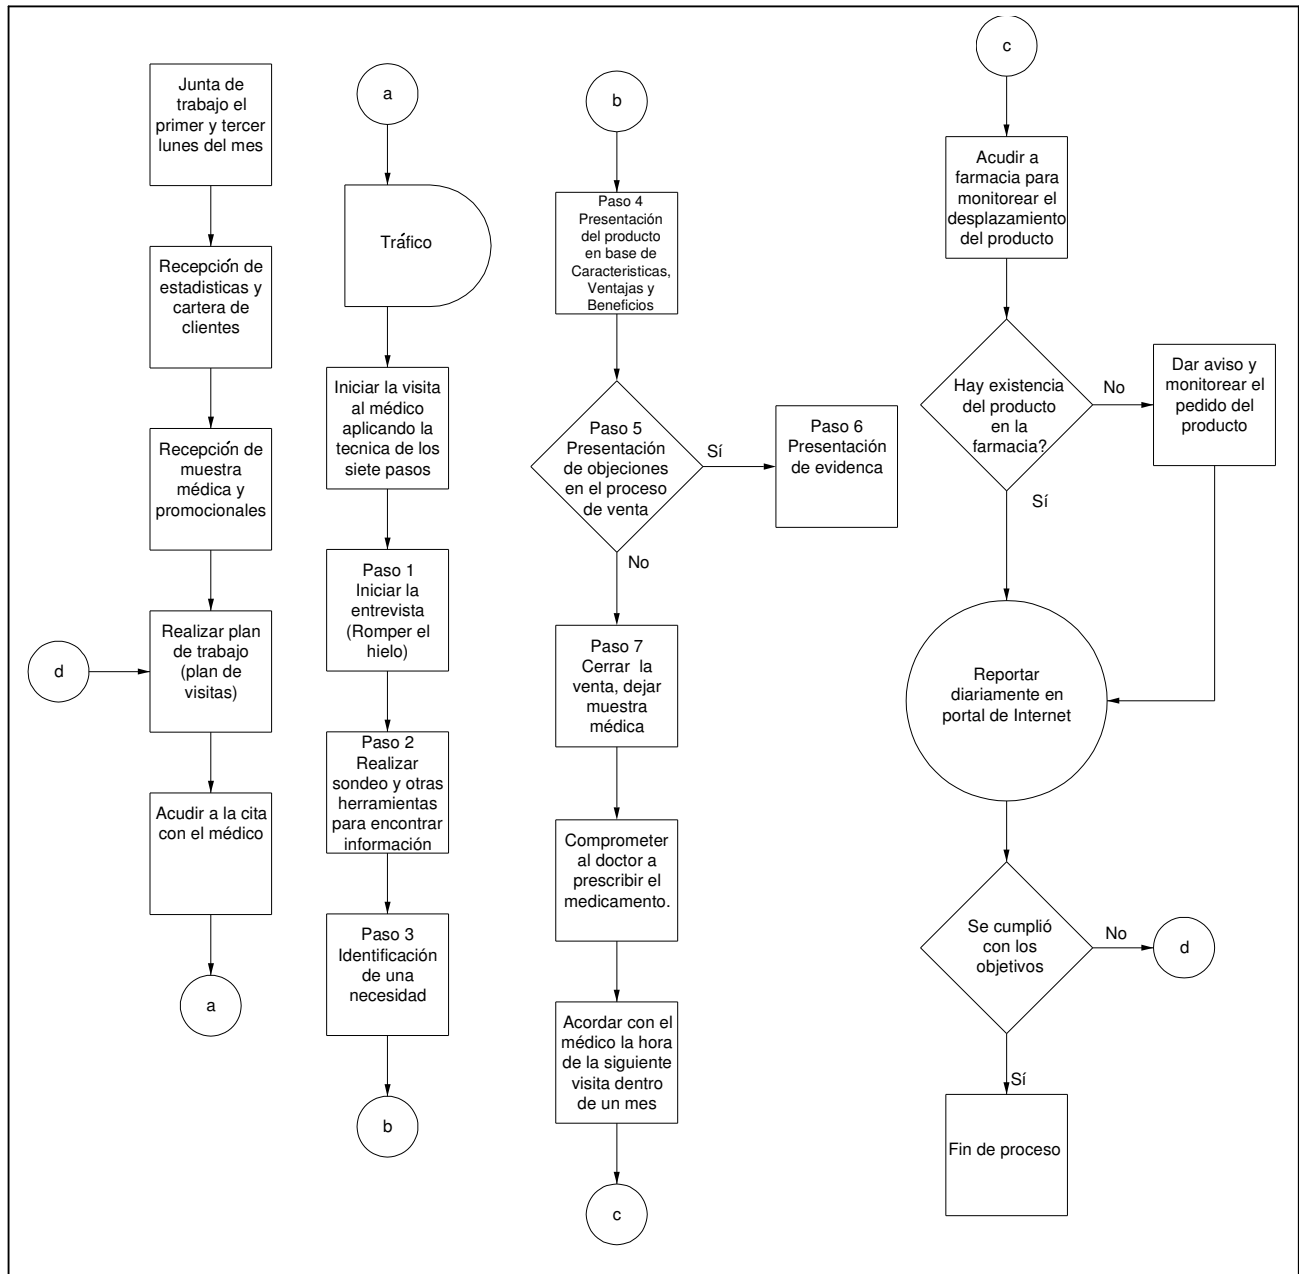 Junta de
trabajo el
primer y tercer
lunes del mes
Recepción de
estadisticas y
cartera de
clientes
Recepción de
muestra
médica y
promocionales
d
Realizar plan
de trabajo
(plan de
visitas)
Acudir a la cita
con el médico
a
a
Tráfico
Iniciar la visita
al médico
aplicando la
tecnica de los
siete pasos
Paso 1
Iniciar la
entrevista
(Romper el
hielo)
Paso 2
Realizar
sondeo y otras
herramientas
para encontrar
información
Paso 3
Identificación
de una
necesidad
b
b
Paso 4
Presentación
del producto
en base de
Caracteristicas,
Ventajas y
Beneficios
Paso 5
Presentación
de objeciones
en el proceso
de venta
Sí
Paso 6
Presentación
de evidenca
No
Paso 7
Cerrar la
venta, dejar
muestra
médica
Comprometer
al doctor a
prescribir el
medicamento.
Acordar con el
médico la hora
de la siguiente
visita dentro
de un mes
c
c
Acudir a
farmacia para
monitorear el
desplazamiento
del producto
Hay existencia
del producto
en la
farmacia?
No
Dar aviso y
monitorear el
pedido del
producto
Sí
Reportar
diariamente en
portal de Internet
Se cumplió
con los
objetivos
No
d
Sí
Fin de proceso